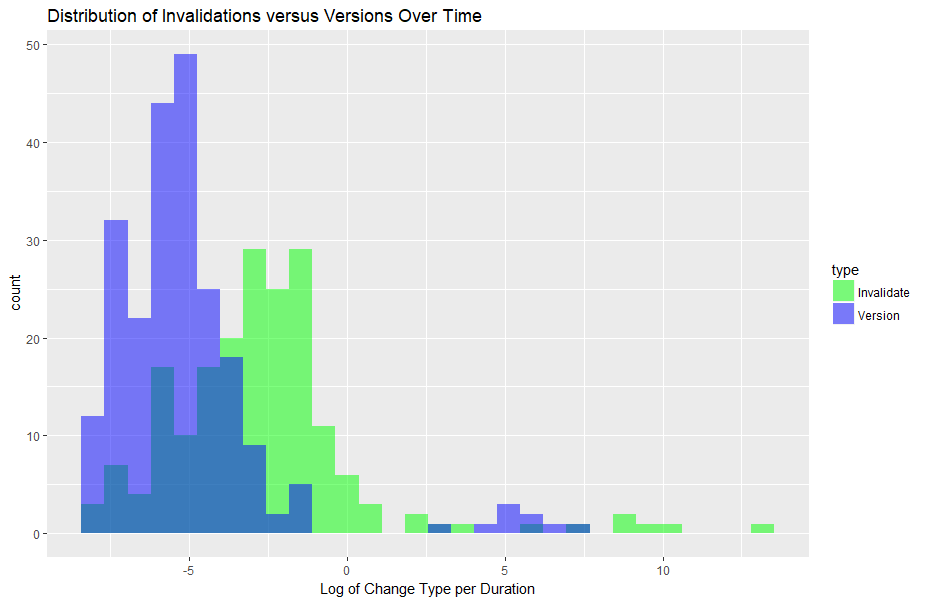 Distribution of Invalidations versus Versions Over Time
50
40
30
20
10
0
count
-5
0
5
10
Log of Change Type per Duration
type
Invalidate
Version